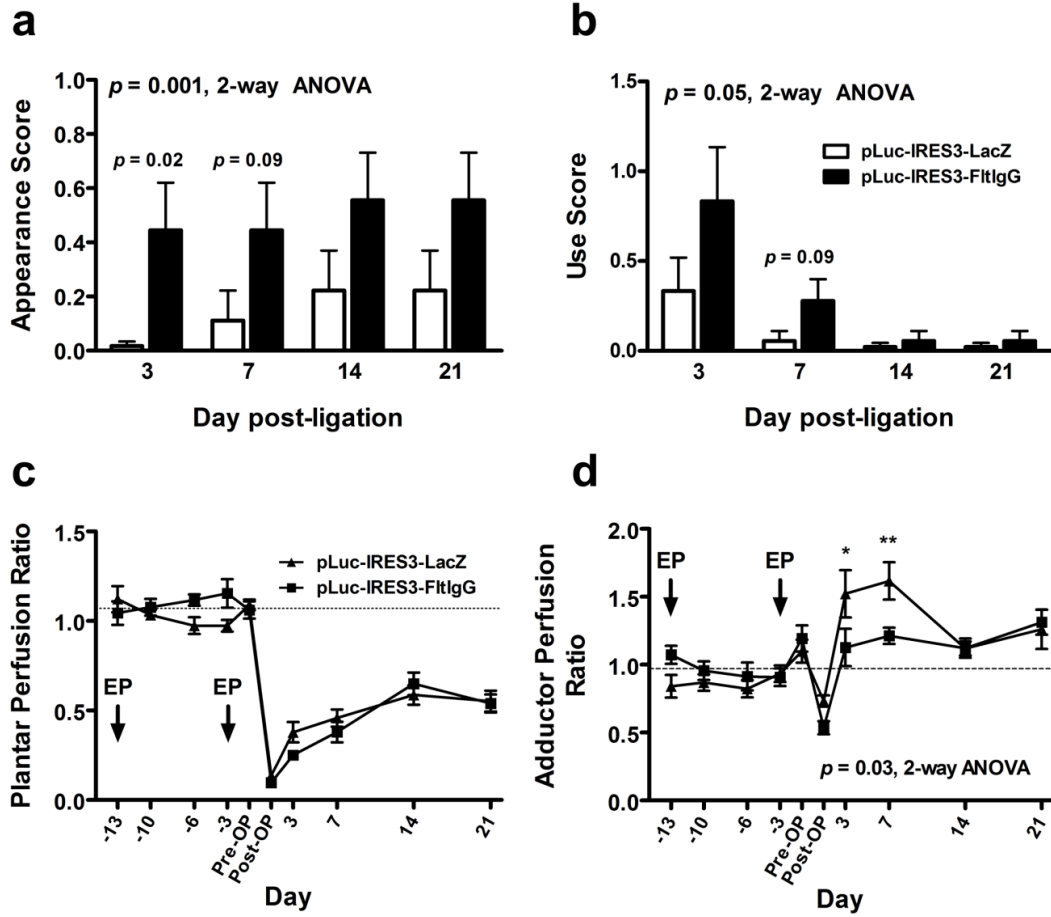 a
p = 0.001, 2-way ANOVA
p = 0.02
p = 0.09
Appearance Score
1.0
0.8
0.6
0.4
0.2
0.0
3 7 14 21
Day post-ligation
b
p = 0.05, 2-way ANOVA
pLuc-IRES3-LacZ
pLuc-IRES3-FltIgG
p = 0.09
Use Score
1.5
1.0
0.5
0.0
3 7 14 21
Day post-ligation
c
pLuc-IRES3-LacZ
pLuc-IRES3-FltIgG
EP EP
Plantar Perfusion Ratio
1.5
1.0
0.5
0.0
-13 -10 -6 -3 Pre-OP Post-OP 3 7 14 21
Day
d
EP EP * **
Adductor Perfusion
Ratio
2.0
1.5
1.0
0.5
0.0
p = 0.03, 2-way ANOVA
-13 -10 -6 -3 Pre-OP Post-OP 3 7 14 21
Day